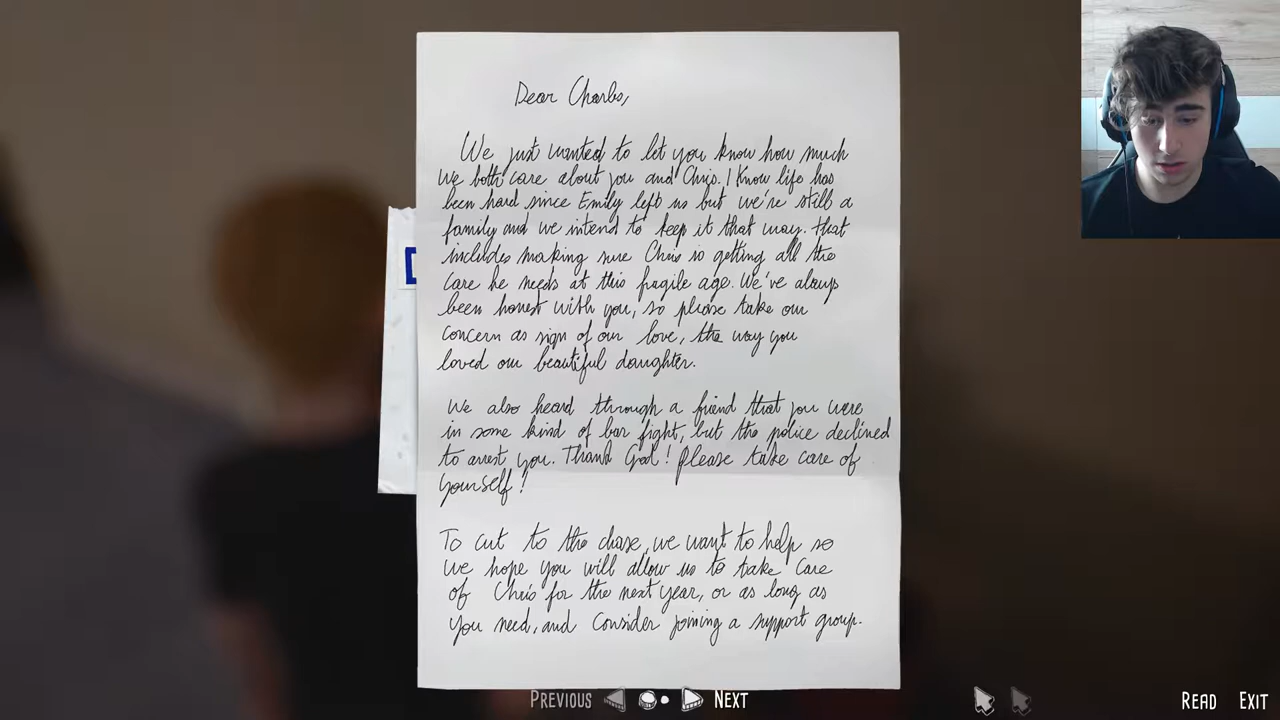 Dear Charles,
We just wanted to let you know how much
we both care about you and Chris. I know life has
been hard since Emily left us but we're still a
family and we intend to keep it that way. That
includes making sure Chris is getting all the
care he needs at this fragile age. We've always
been honest with you, so please take our
concern as sign of our love, the way you
loved our beautiful daughter.
We also heard through a friend that you were
in some kind of bar fight, but the police declined
to arrest you. Thank God! please take care of
yourself!
To cut to the chase, we want to help so
we hope you will allow us to take care
of Chris for the next year, or as long as
you need, and consider joining a support group.
PREVIOUS NEXT READ EXIT